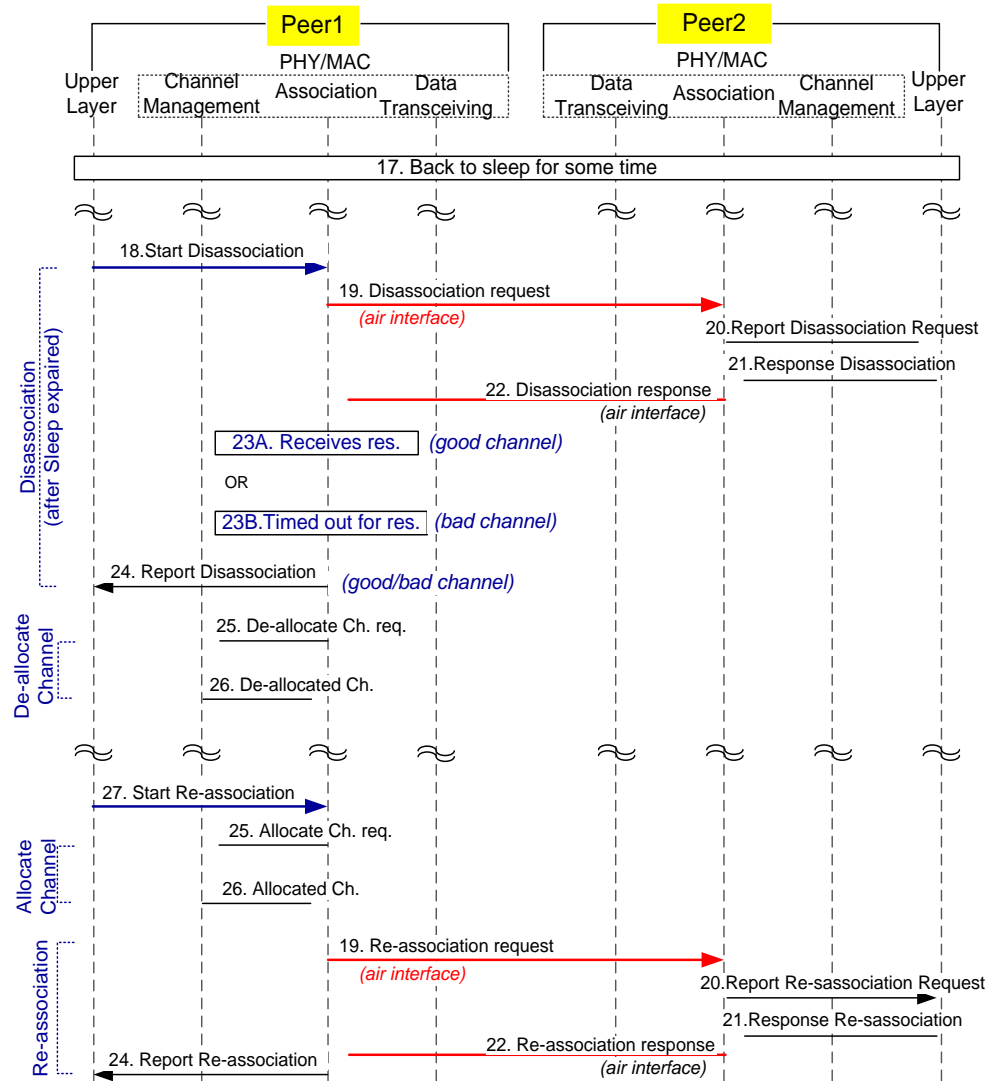 Peer1
Peer2
PHY/MAC
PHY/MAC
Upper
Layer
Channel
Management
Association
Data
Transceiving
Data
Transceiving
Association
Channel
Management
Upper
Layer
17. Back to sleep for some time
18.Start Disassociation
19. Disassociation request
(air interface)
20.Report Disassociation Request
21.Response Disassociation
22. Disassociation response
(air interface)
23A. Receives res.
(good channel)
OR
23B.Timed out for res.
(bad channel)
24. Report Disassociation
(good/bad channel)
Disassociation
(after Sleep expaired)
25. De-allocate Ch. req.
26. De-allocated Ch.
De-allocate
Channel
27. Start Re-association
25. Allocate Ch. req.
26. Allocated Ch.
Allocate
Channel
19. Re-association request
(air interface)
20.Report Re-sassociation Request
21.Response Re-sassociation
22. Re-association response
(air interface)
24. Report Re-association
Re-association